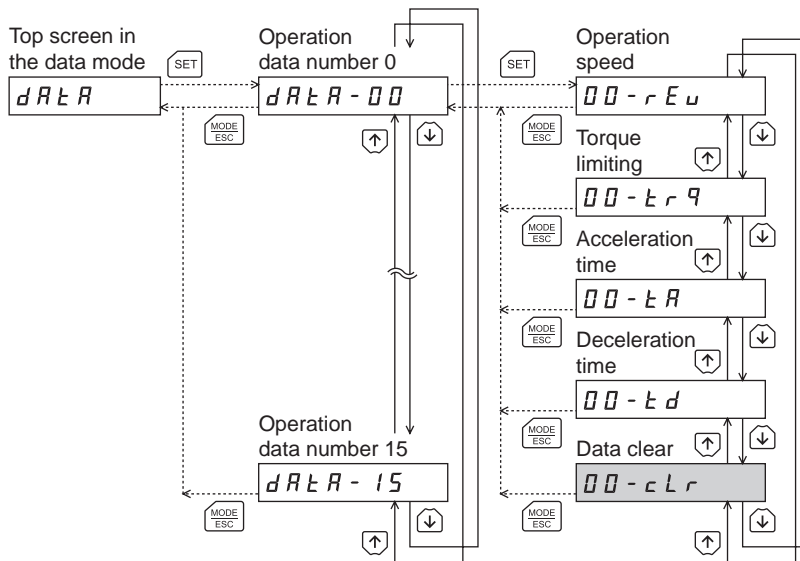 Top screen in
the data mode
dAtA
SET
MODE
ESC
Operation
data number 0
dAtA-00
↑
↓
Operation
data number 15
dAtA-15
MODE
ESC
↑
↓
SET
Operation
speed
00-rEv
MODE
ESC
↓
Torque
limiting
↑
00-trq
MODE
ESC
↓
Acceleration
time
↑
00-tA
MODE
ESC
↓
Deceleration
time
↑
00-td
MODE
ESC
↓
Data clear
↑
00-cLr
MODE
ESC
↑
↓